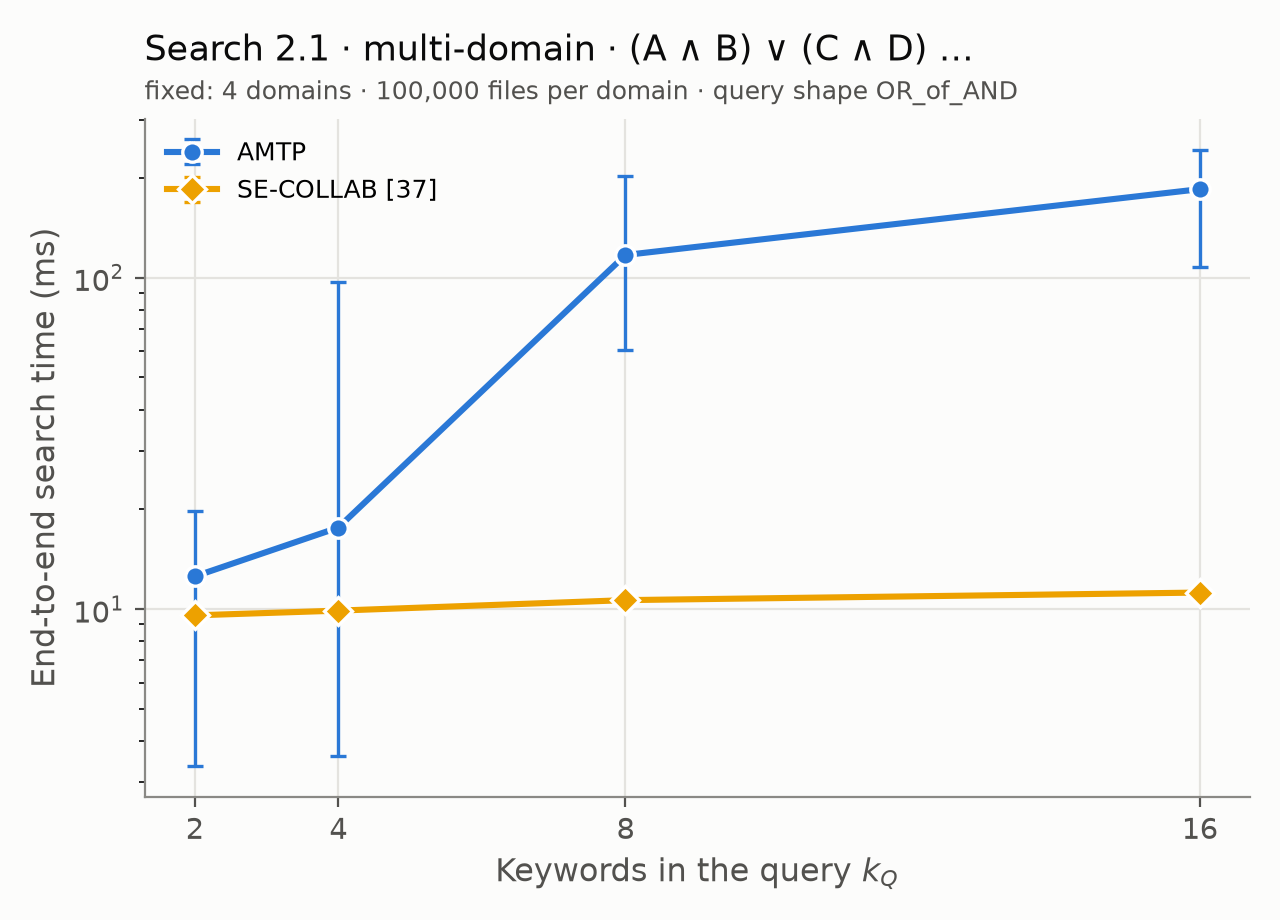 Search 2.1 · multi-domain · (A ∧ B) ∨ (C ∧ D) ...
fixed: 4 domains · 100,000 files per domain · query shape OR_of_AND
AMTP
SE-COLLAB [37]
End-to-end search time (ms)
10²
10¹
2 4 8 16
Keywords in the query k_Q